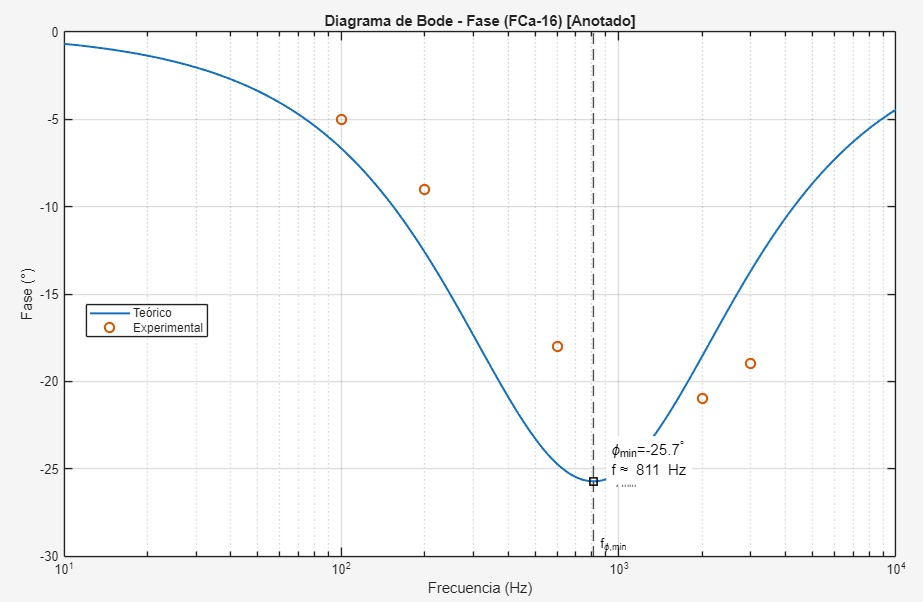 Diagrama de Bode - Fase (FCa-16) [Anotado]
0
-5
-10
-15
-20
-25
-30
Fase (°)
Teórico
Experimental
ϕmin=-25.7°
f ≈ 811 Hz
fϕ,min
10¹
10²
10³
10⁴
Frecuencia (Hz)